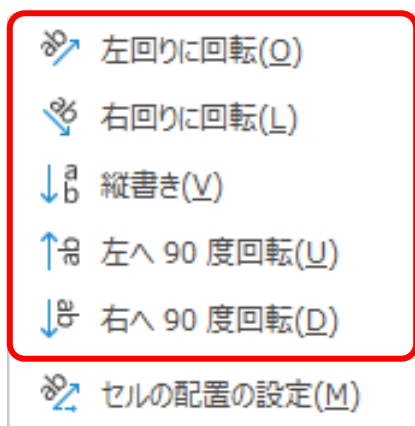 左回りに回転(O)
右回りに回転(L)
縦書き(V)
左へ 90 度回転(U)
右へ 90 度回転(D)
セルの配置の設定(M)